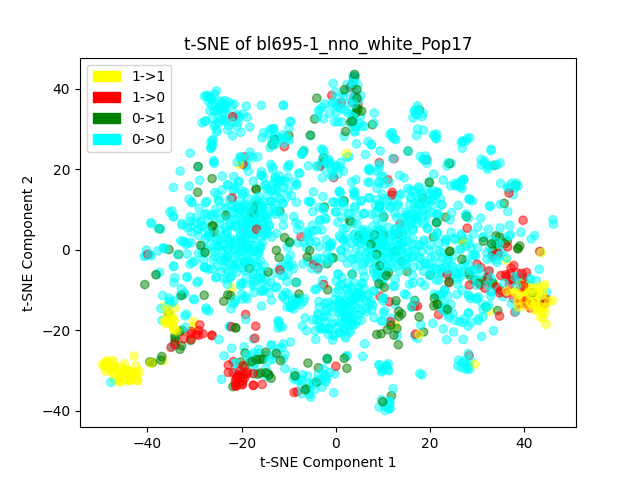 t-SNE of bl695-1_nno_white_Pop17
1->1
1->0
0->1
0->0
40
20
0
−20
−40
t-SNE Component 2
−40 −20 0 20 40
t-SNE Component 1